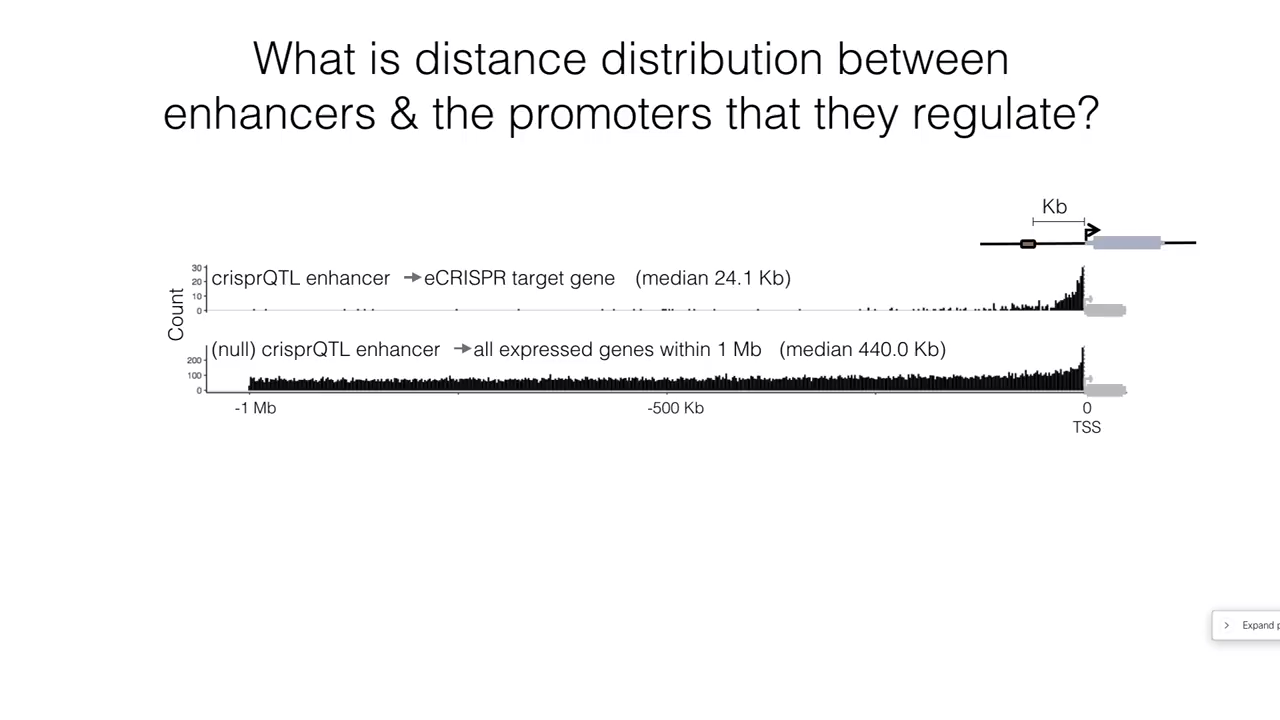 What is distance distribution between
enhancers & the promoters that they regulate?
Kb
Count
30
20
10
0
crisprQTL enhancer → eCRISPR target gene (median 24.1 Kb)
200
100
0
(null) crisprQTL enhancer → all expressed genes within 1 Mb (median 440.0 Kb)
-1 Mb
-500 Kb
0
TSS
Expand